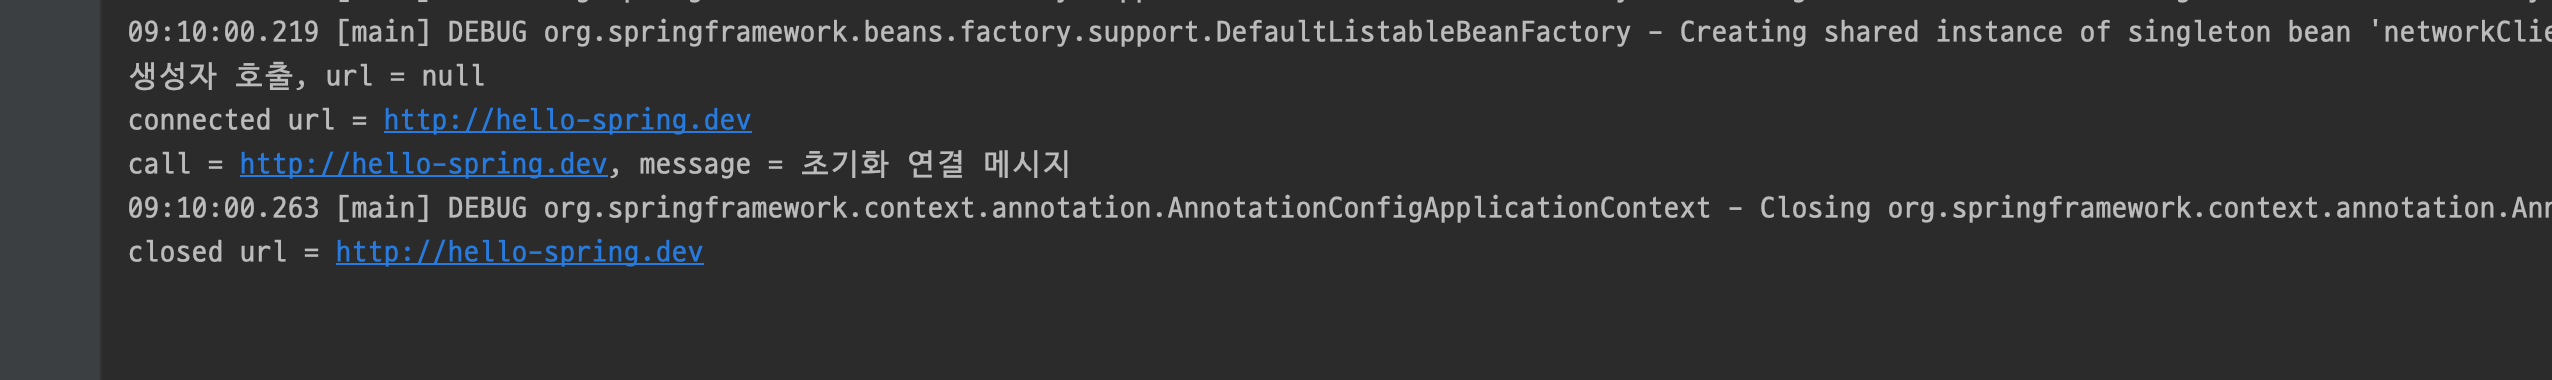 09:10:00.219 [main] DEBUG org.springframework.beans.factory.support.DefaultListableBeanFactory - Creating shared instance of singleton bean 'networkClie
생성자 호출, url = null
connected url = http://hello-spring.dev
call = http://hello-spring.dev, message = 초기화 연결 메시지
09:10:00.263 [main] DEBUG org.springframework.context.annotation.AnnotationConfigApplicationContext - Closing org.springframework.context.annotation.Ann
closed url = http://hello-spring.dev